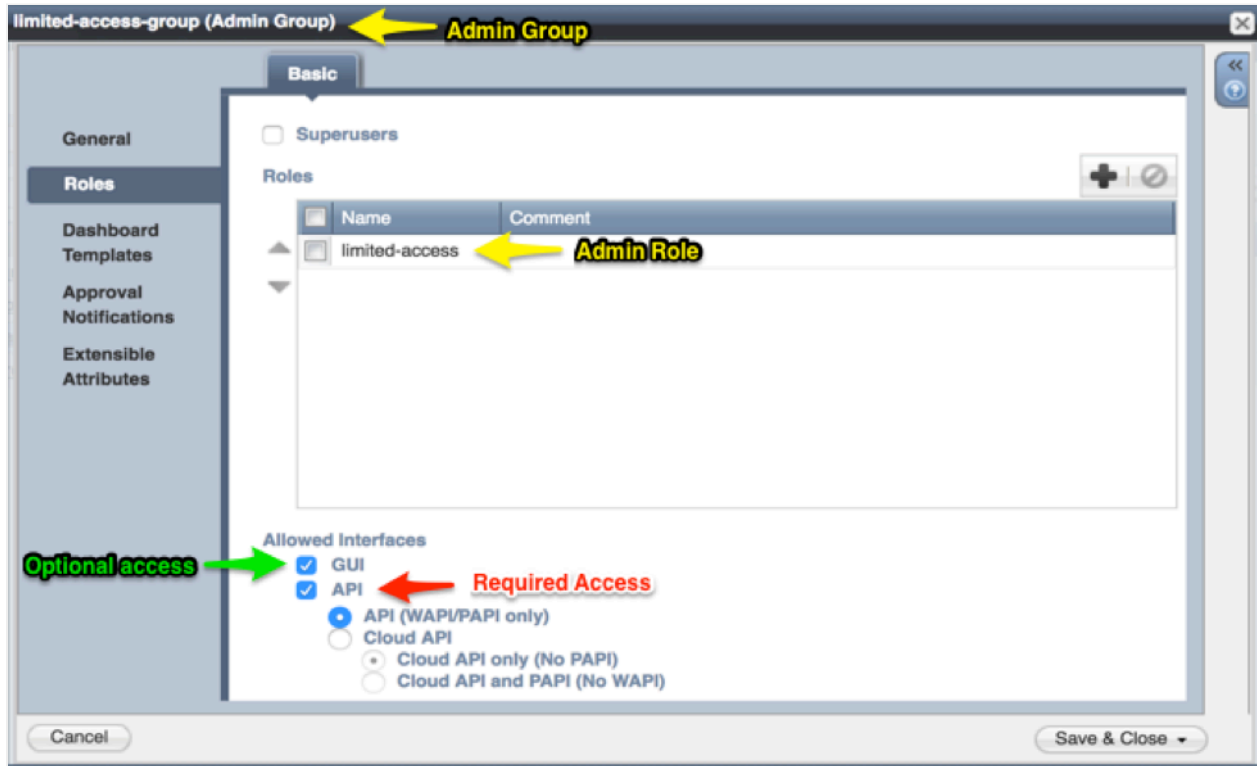 limited-access-group (Admin Group)
Admin Group
Basic
General
Roles
Dashboard
Templates
Approval
Notifications
Extensible
Attributes
Superusers
Roles
Name Comment
limited-access
Admin Role
Allowed Interfaces
Optional access
GUI
API
Required Access
API (WAPI/PAPI only)
Cloud API
Cloud API only (No PAPI)
Cloud API and PAPI (No WAPI)
Cancel
Save & Close